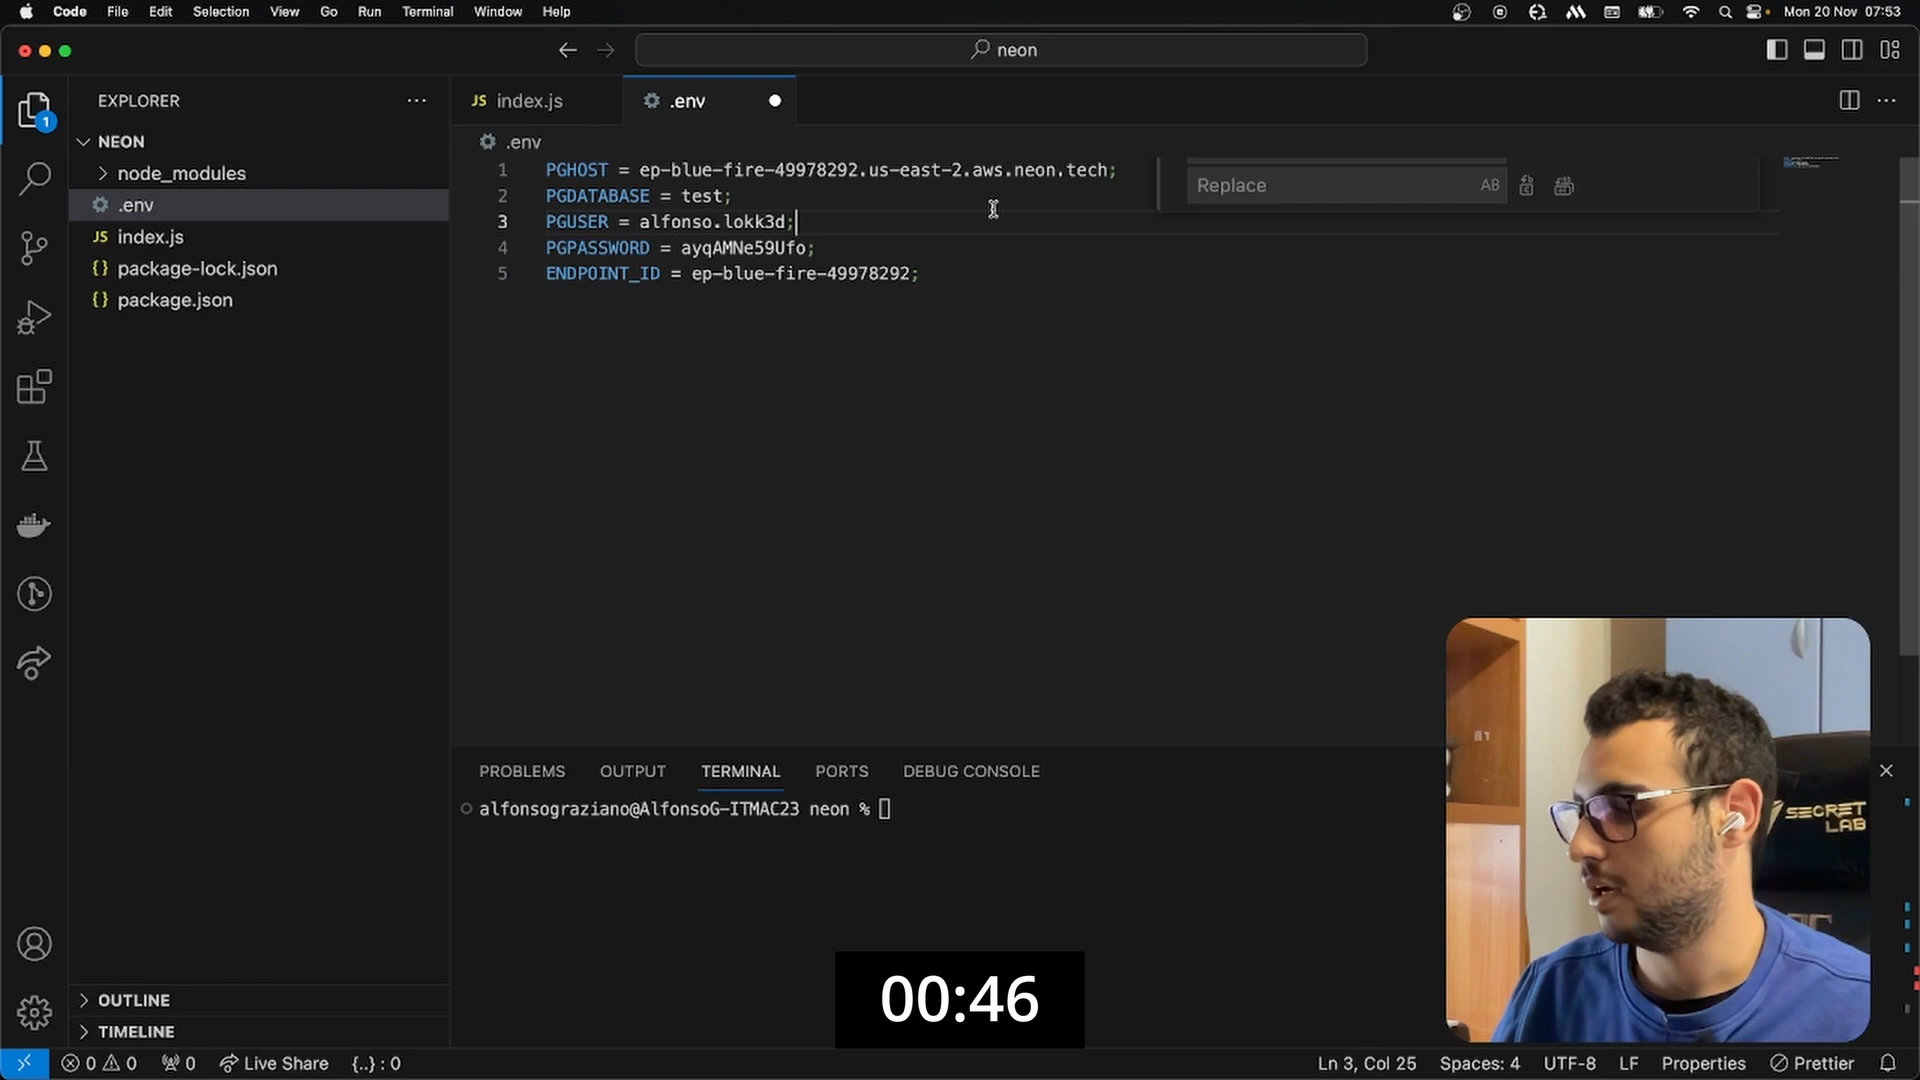 Code File Edit Selection View Go Run Terminal Window Help Mon 20 Nov 07:53
neon
EXPLORER
1
NEON
node_modules
.env
JS index.js
{} package-lock.json
{} package.json
OUTLINE
TIMELINE
JS index.js
.env
.env
1 PGHOST = ep-blue-fire-49978292.us-east-2.aws.neon.tech;
2 PGDATABASE = test;
3 PGUSER = alfonso.lokk3d;
4 PGPASSWORD = ayqAMNe59Ufo;
5 ENDPOINT_ID = ep-blue-fire-49978292;
Replace AB
PROBLEMS OUTPUT TERMINAL PORTS DEBUG CONSOLE
alfonsograziano@AlfonsoG-ITMAC23 neon %
SECRET
LAB
00:46
0 0 0 Live Share {..} : 0 Ln 3, Col 25 Spaces: 4 UTF-8 LF Properties Prettier